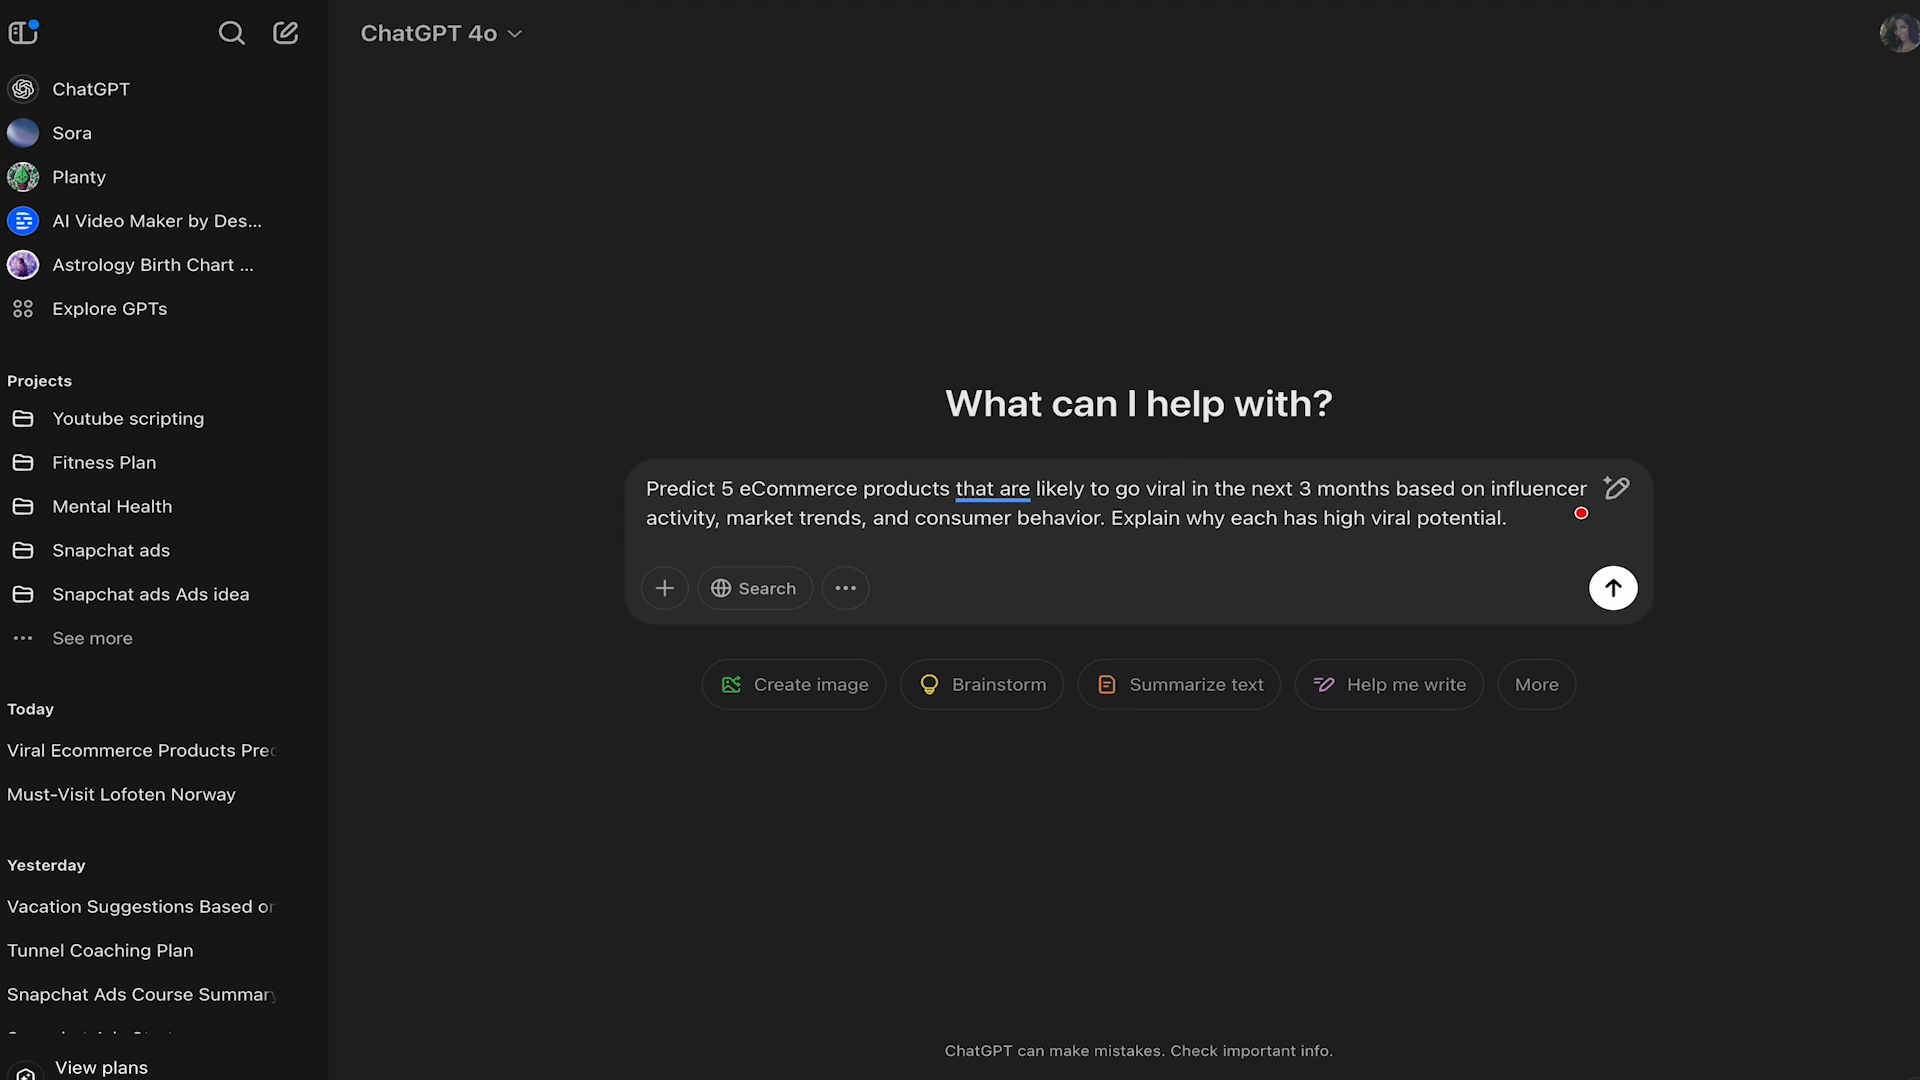 ChatGPT 4o
ChatGPT
Sora
Planty
AI Video Maker by Des...
Astrology Birth Chart ...
Explore GPTs
Projects
Youtube scripting
Fitness Plan
Mental Health
Snapchat ads
Snapchat ads Ads idea
See more
Today
Viral Ecommerce Products Prec
Must-Visit Lofoten Norway
Yesterday
Vacation Suggestions Based on
Tunnel Coaching Plan
Snapchat Ads Course Summary
View plans
What can I help with?
Predict 5 eCommerce products that are likely to go viral in the next 3 months based on influencer
activity, market trends, and consumer behavior. Explain why each has high viral potential.
Search
Create image
Brainstorm
Summarize text
Help me write
More
ChatGPT can make mistakes. Check important info.